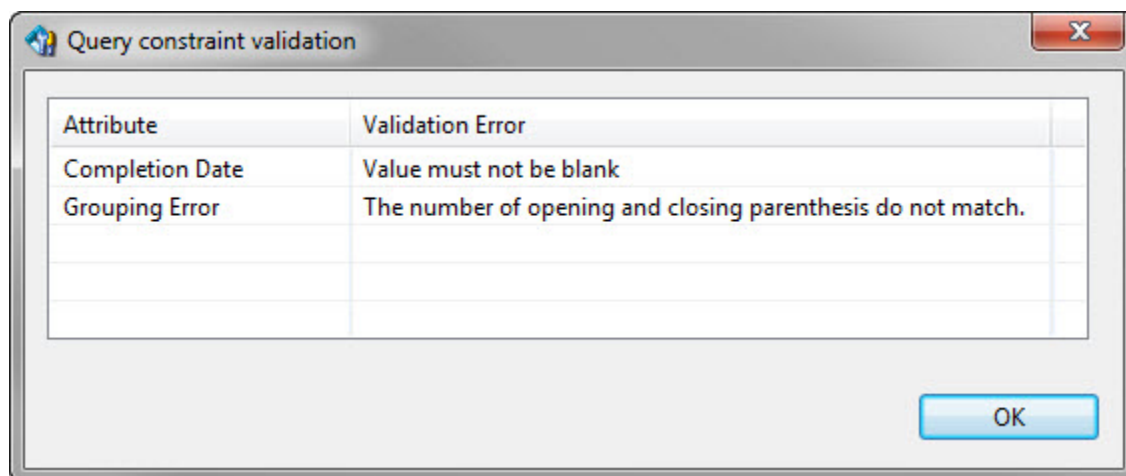 Query constraint validation
Attribute Validation Error
Completion Date Value must not be blank
Grouping Error The number of opening and closing parenthesis do not match.
OK